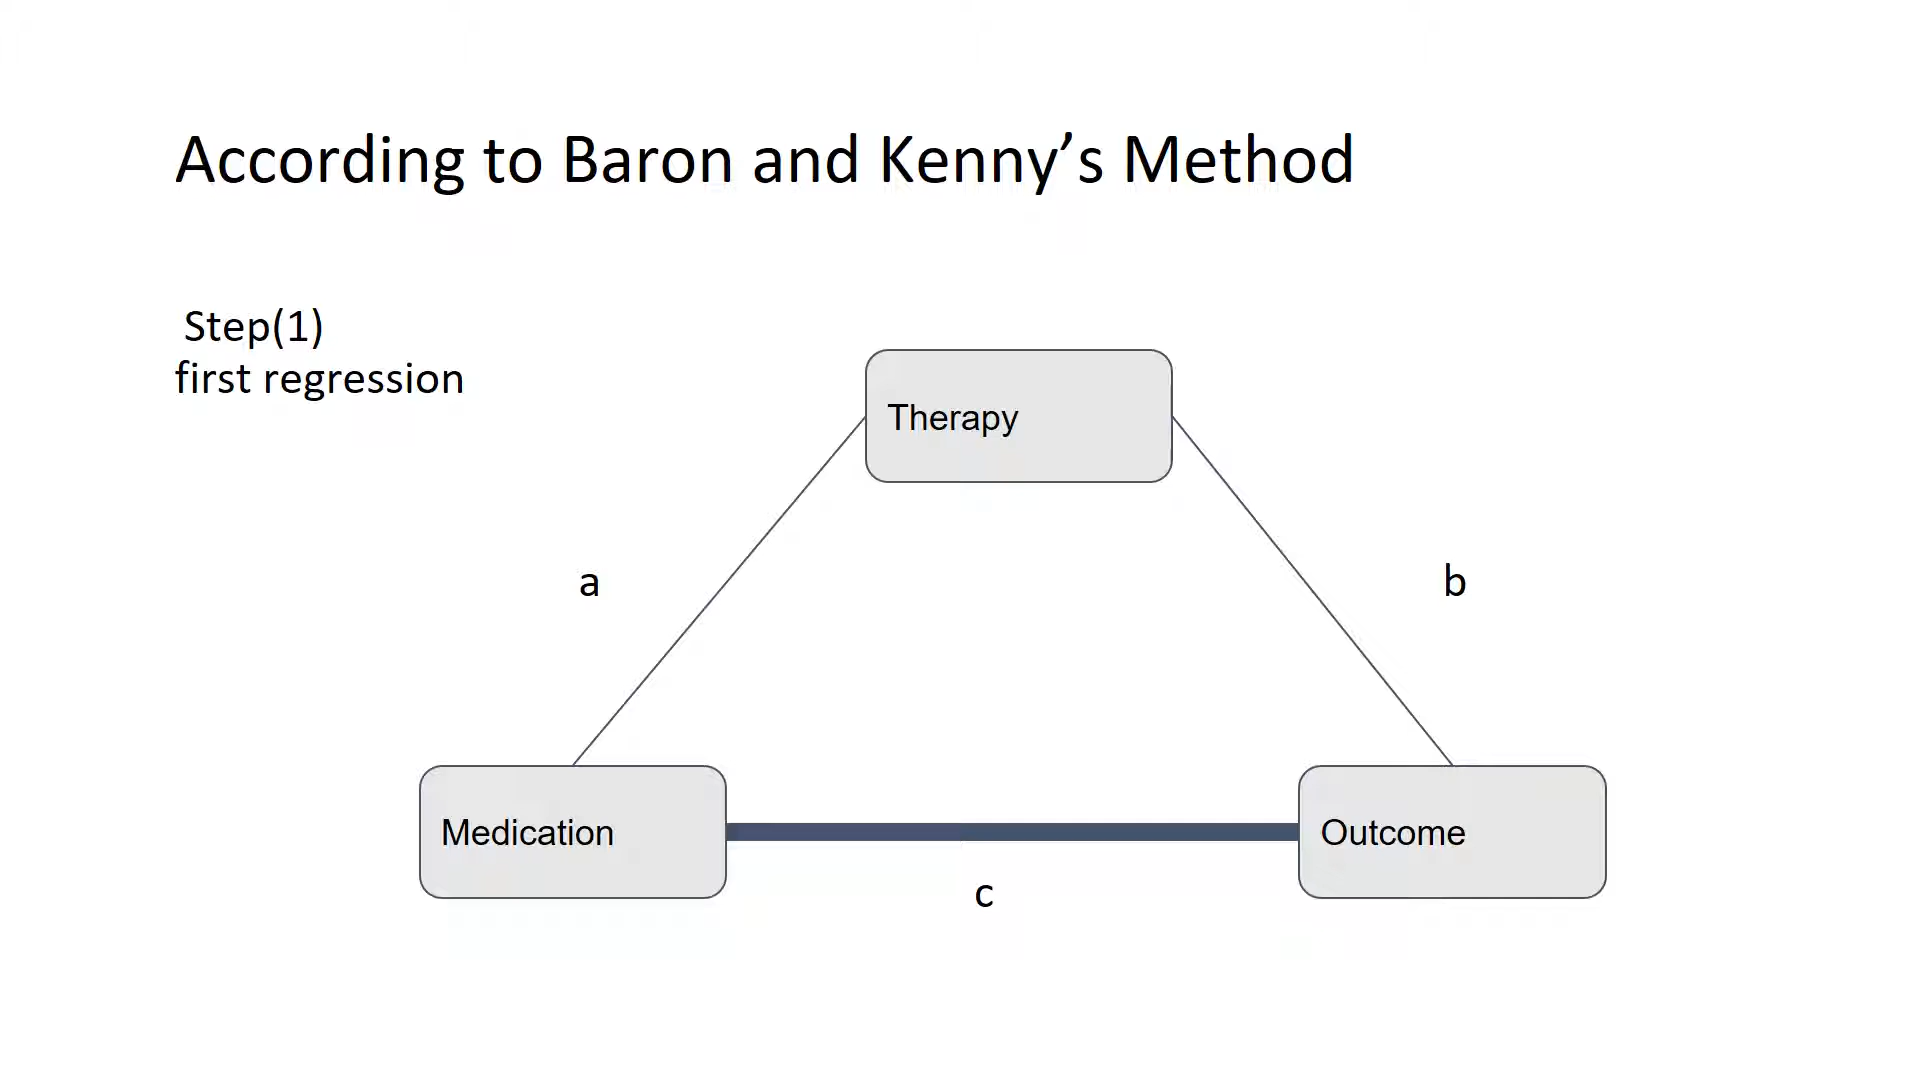 According to Baron and Kenny’s Method
Step(1)
first regression
Therapy
a
b
Medication
Outcome
c